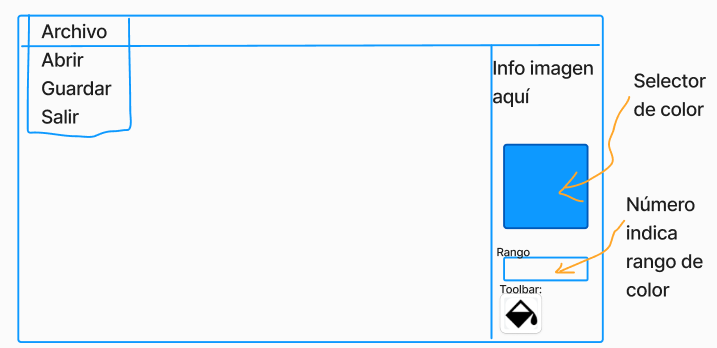 Archivo
Abrir
Guardar
Salir
Info imagen
aquí
Selector
de color
Rango
Número
indica
rango de
color
Toolbar: